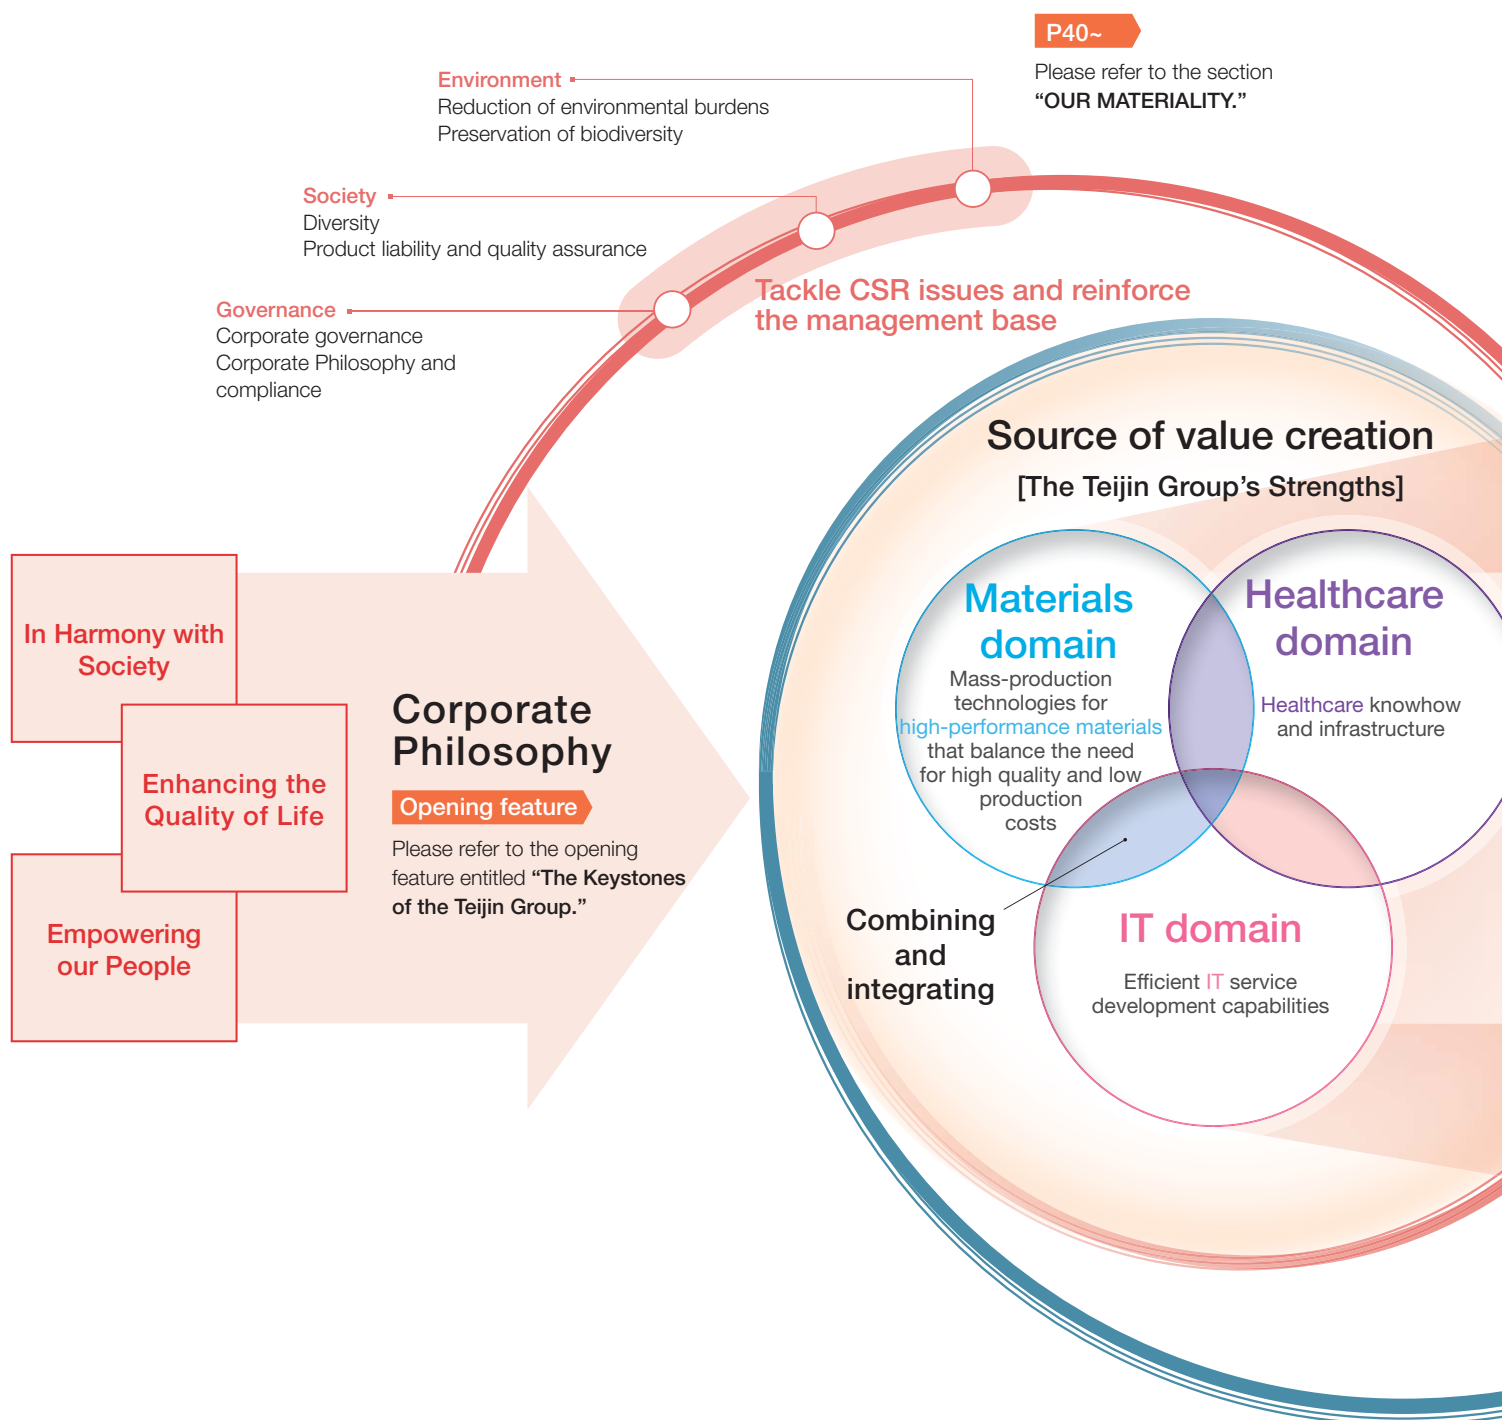 P40~
Please refer to the section
“OUR MATERIALITY.”
Environment
Reduction of environmental burdens
Preservation of biodiversity
Society
Diversity
Product liability and quality assurance
Governance
Corporate governance
Corporate Philosophy and
compliance
Tackle CSR issues and reinforce
the management base
In Harmony with
Society
Enhancing the
Quality of Life
Empowering
our People
Corporate
Philosophy
Opening feature
Please refer to the opening
feature entitled “The Keystones
of the Teijin Group.”
Source of value creation
[The Teijin Group’s Strengths]
Materials
domain
Mass-production
technologies for
high-performance materials
that balance the need
for high quality and low
production
costs
Healthcare
domain
Healthcare knowhow
and infrastructure
Combining
and
integrating
IT domain
Efficient IT service
development capabilities